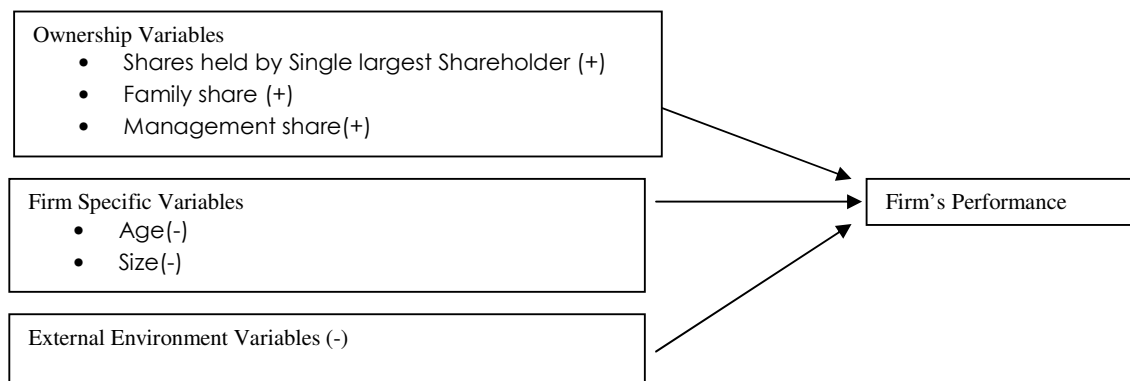 Ownership Variables
• Shares held by Single largest Shareholder (+)
• Family share (+)
• Management share(+)
Firm Specific Variables
• Age(-)
• Size(-)
Firm's Performance
External Environment Variables (-)